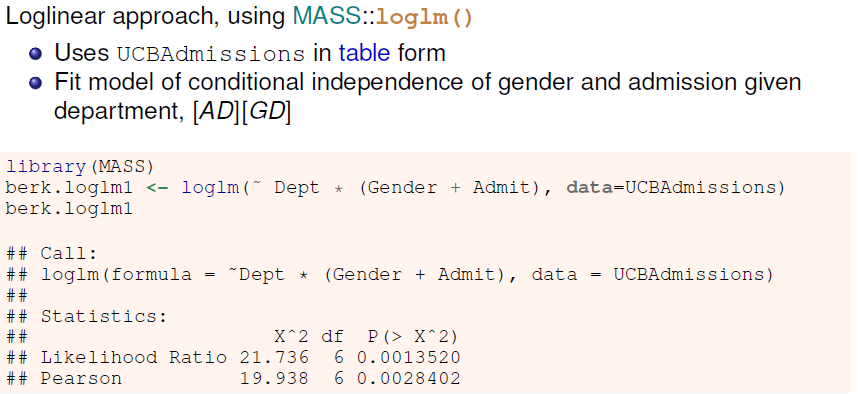 Loglinear approach, using MASS::loglm()
Uses UCBAdmissions in table form
Fit model of conditional independence of gender and admission given
department, [AD][GD]
library(MASS)
berk.loglm1 <- loglm(~ Dept * (Gender + Admit), data=UCBAdmissions)
berk.loglm1
## Call:
## loglm(formula = ~Dept * (Gender + Admit), data = UCBAdmissions)
##
## Statistics:
##                       X^2 df  P(> X^2)
## Likelihood Ratio 21.736  6 0.0013520
## Pearson          19.938  6 0.0028402